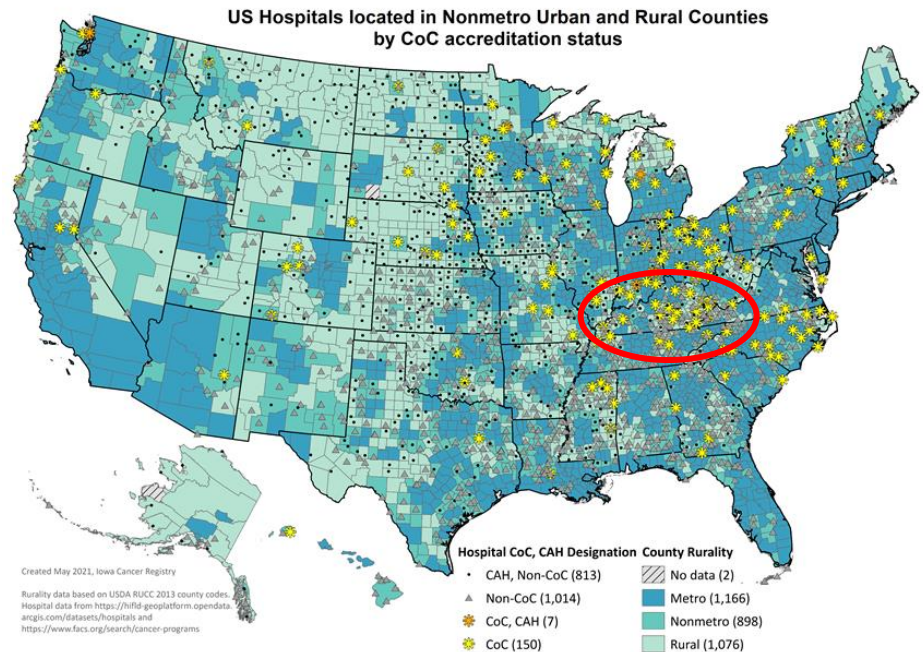 US Hospitals located in Nonmetro Urban and Rural Counties
by CoC accreditation status
Hospital CoC, CAH Designation
CAH, Non-CoC (813)
Non-CoC (1,014)
CoC, CAH (7)
CoC (150)
County Rurality
No data (2)
Metro (1,166)
Nonmetro (898)
Rural (1,076)
Created May 2021, Iowa Cancer Registry
Rurality data based on USDA RUCC 2013 county codes.
Hospital data from https://hifld-geoplatform.opendata.
arcgis.com/datasets/hospitals and
https://www.facs.org/search/cancer-programs